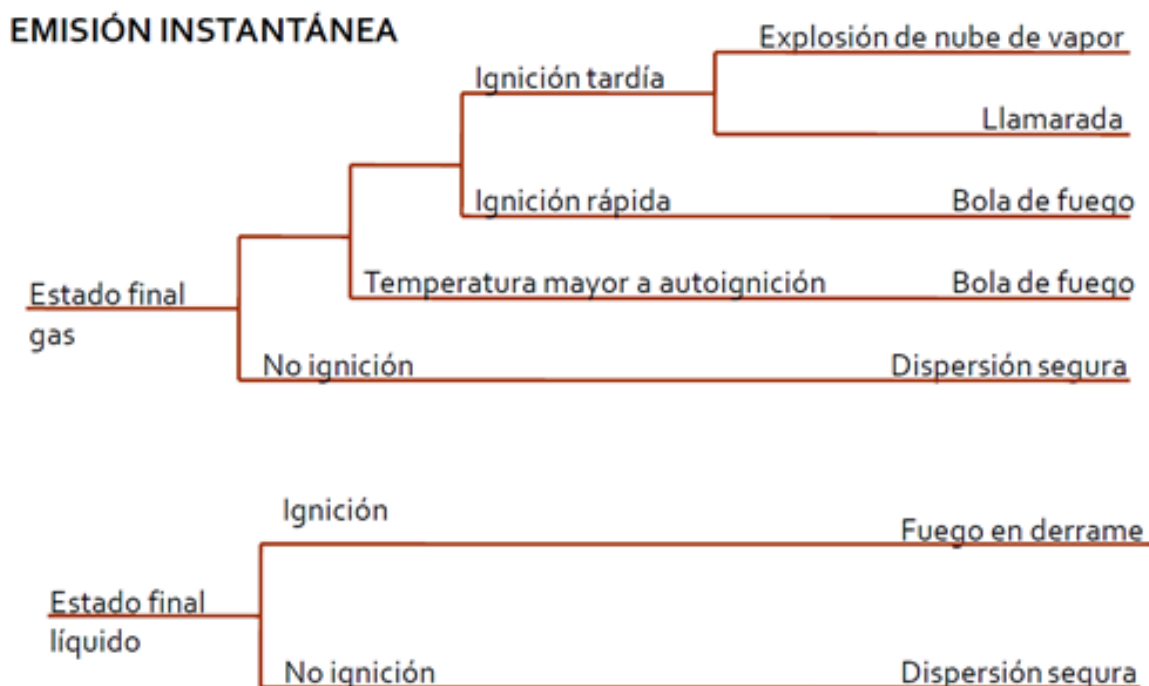 EMISIÓN INSTANTÁNEA
Explosión de nube de vapor
Ignición tardía
Llamarada
Ignición rápida
Bola de fuego
Temperatura mayor a autoignición
Bola de fuego
Estado final
gas
No ignición
Dispersión segura
Ignición
Fuego en derrame
Estado final
líquido
No ignición
Dispersión segura